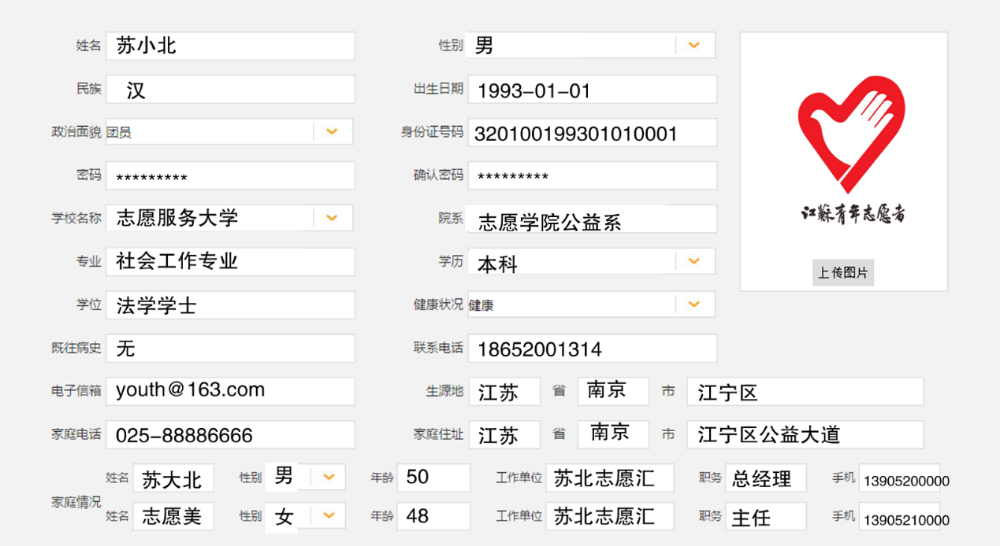 姓名 苏小北 性别 男
民族 汉 出生日期 1993-01-01
政治面貌 团员 身份证号码 320100199301010001
密码 ********* 确认密码 *********
学校名称 志愿服务大学 院系 志愿学院公益系
江苏青年志愿者
专业 社会工作专业 学历 本科
上传图片
学位 法学学士 健康状况 健康
既往病史 无 联系电话 18652001314
电子信箱 youth@163.com 生源地 江苏 省 南京 市 江宁区
家庭电话 025-88886666 家庭住址 江苏 省 南京 市 江宁区公益大道
家庭情况
姓名 苏大北 性别 男 年龄 50 工作单位 苏北志愿汇 职务 总经理 手机 13905200000
姓名 志愿美 性别 女 年龄 48 工作单位 苏北志愿汇 职务 主任 手机 13905210000